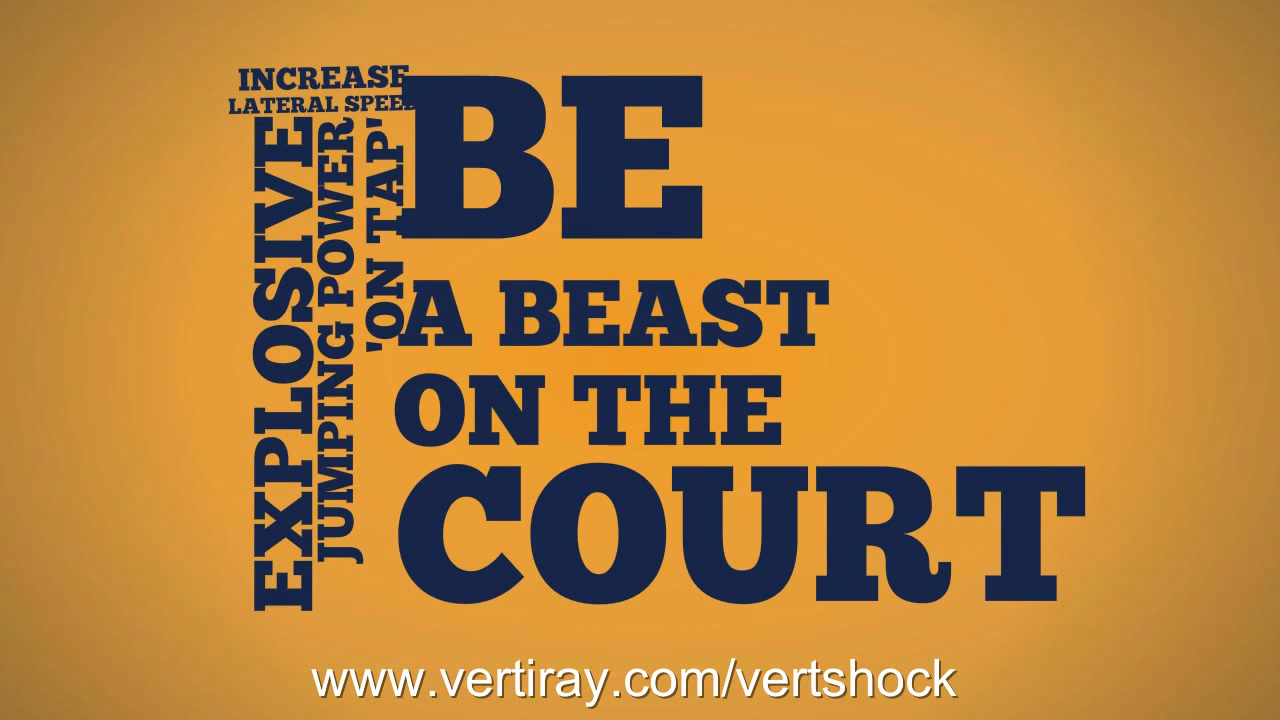 INCREASE
LATERAL SPEED
EXPLOSIVE
JUMPING POWER
'ON TAP'
BE
A BEAST
ON THE
COURT
www.vertiray.com/vertshock